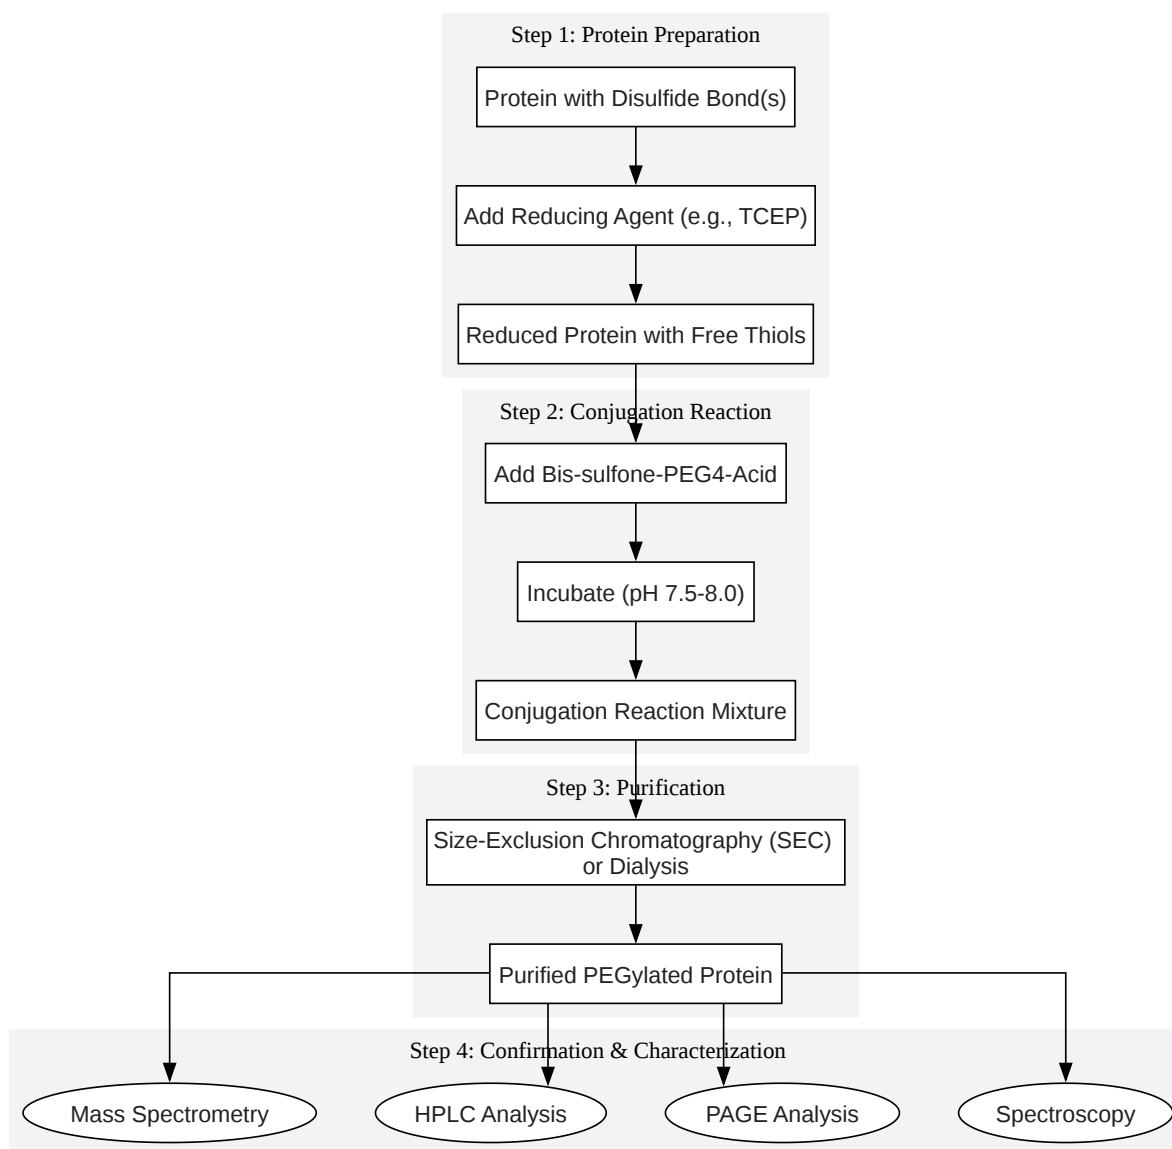 Step 1: Protein Preparation
Protein with Disulfide Bond(s)
Add Reducing Agent (e.g., TCEP)
Reduced Protein with Free Thiols
Step 2: Conjugation Reaction
Add Bis-sulfone-PEG4-Acid
Incubate (pH 7.5-8.0)
Conjugation Reaction Mixture
Step 3: Purification
Size-Exclusion Chromatography (SEC)
or Dialysis
Purified PEGylated Protein
Step 4: Confirmation & Characterization
Mass Spectrometry
HPLC Analysis
PAGE Analysis
Spectroscopy